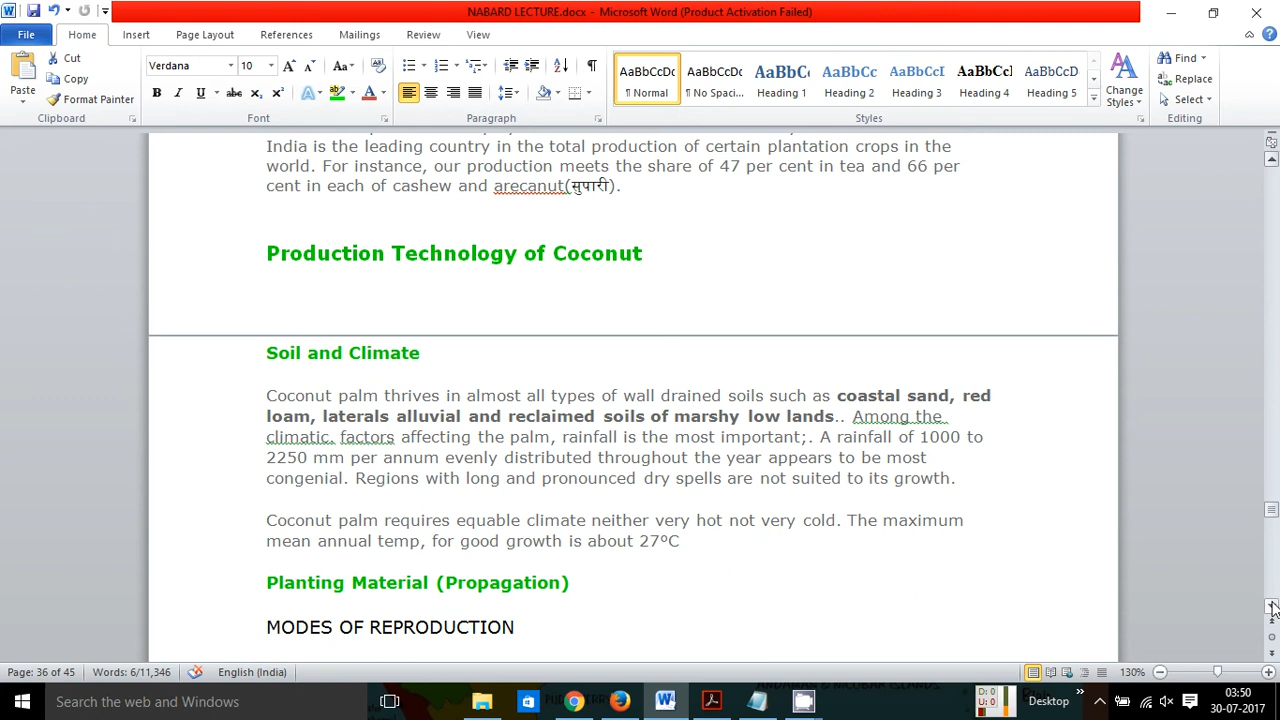 NABARD LECTURE.docx - Microsoft Word (Product Activation Failed)
File Home Insert Page Layout References Mailings Review View
Paste
Cut
Copy
Format Painter
Clipboard
Verdana 10
Font
Paragraph
AaBbCcDc AaBbCcDc AaBbC AaBbCc AaBbCcI AaBbCcI AaBbCcD
¶ Normal ¶ No Spaci... Heading 1 Heading 2 Heading 3 Heading 4 Heading 5
Styles
Change Styles
Find
Replace
Select
Editing
India is the leading country in the total production of certain plantation crops in the
world. For instance, our production meets the share of 47 per cent in tea and 66 per
cent in each of cashew and arecanut(सुपारी).
Production Technology of Coconut
Soil and Climate
Coconut palm thrives in almost all types of wall drained soils such as coastal sand, red
loam, laterals alluvial and reclaimed soils of marshy low lands.. Among the
climatic, factors affecting the palm, rainfall is the most important;. A rainfall of 1000 to
2250 mm per annum evenly distributed throughout the year appears to be most
congenial. Regions with long and pronounced dry spells are not suited to its growth.
Coconut palm requires equable climate neither very hot not very cold. The maximum
mean annual temp, for good growth is about 27ºC
Planting Material (Propagation)
MODES OF REPRODUCTION
Page: 36 of 45 Words: 6/11,346 English (India) 130%
Search the web and Windows
D: 0
U: 0
Desktop
03:50
30-07-2017